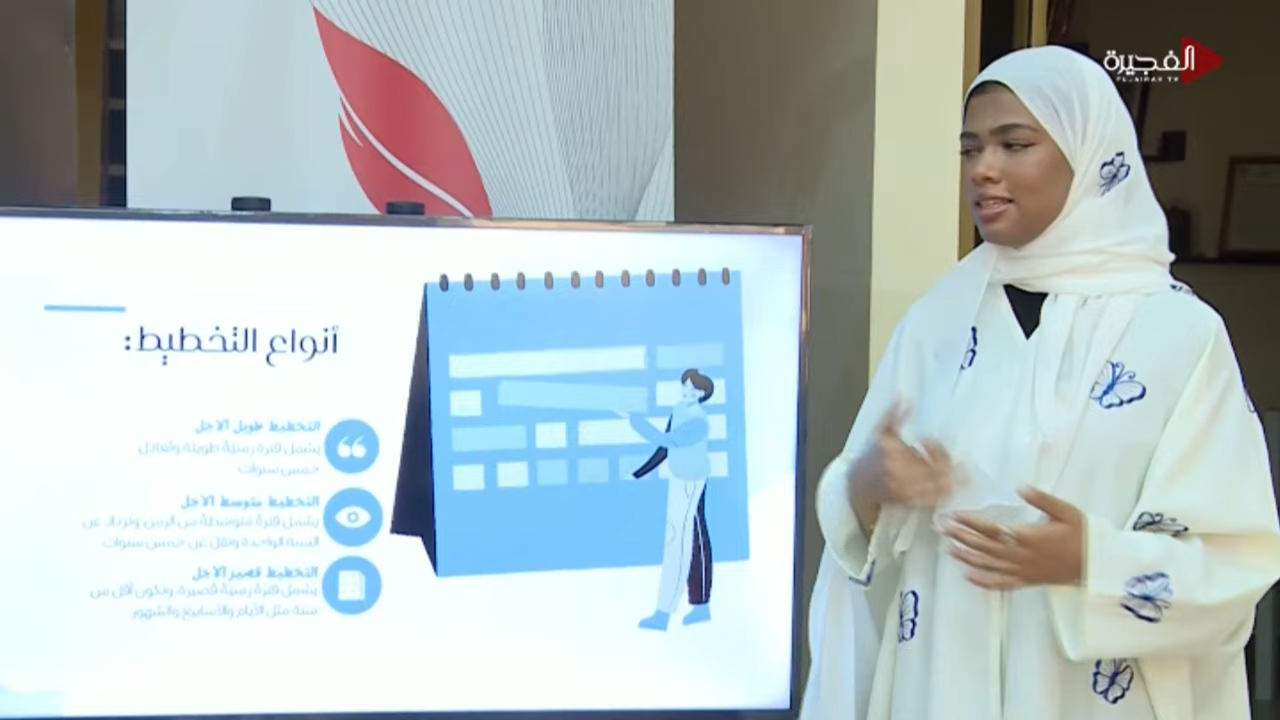 الفجيرة
FUJAIRAH TV
أنواع التخطيط:
التخطيط طويل الاجل
يشمل فترة زمنية طويلة وتعادل
خمس سنوات
التخطيط متوسط الاجل
يشمل فترة متوسطة من الزمن، وتزداد عن
السنة الواحدة وتقل عن خمس سنوات
التخطيط قصير الاجل
يشمل فترة زمنية قصيرة، وتكون أقل من
سنة مثل الأيام والأسابيع والشهور